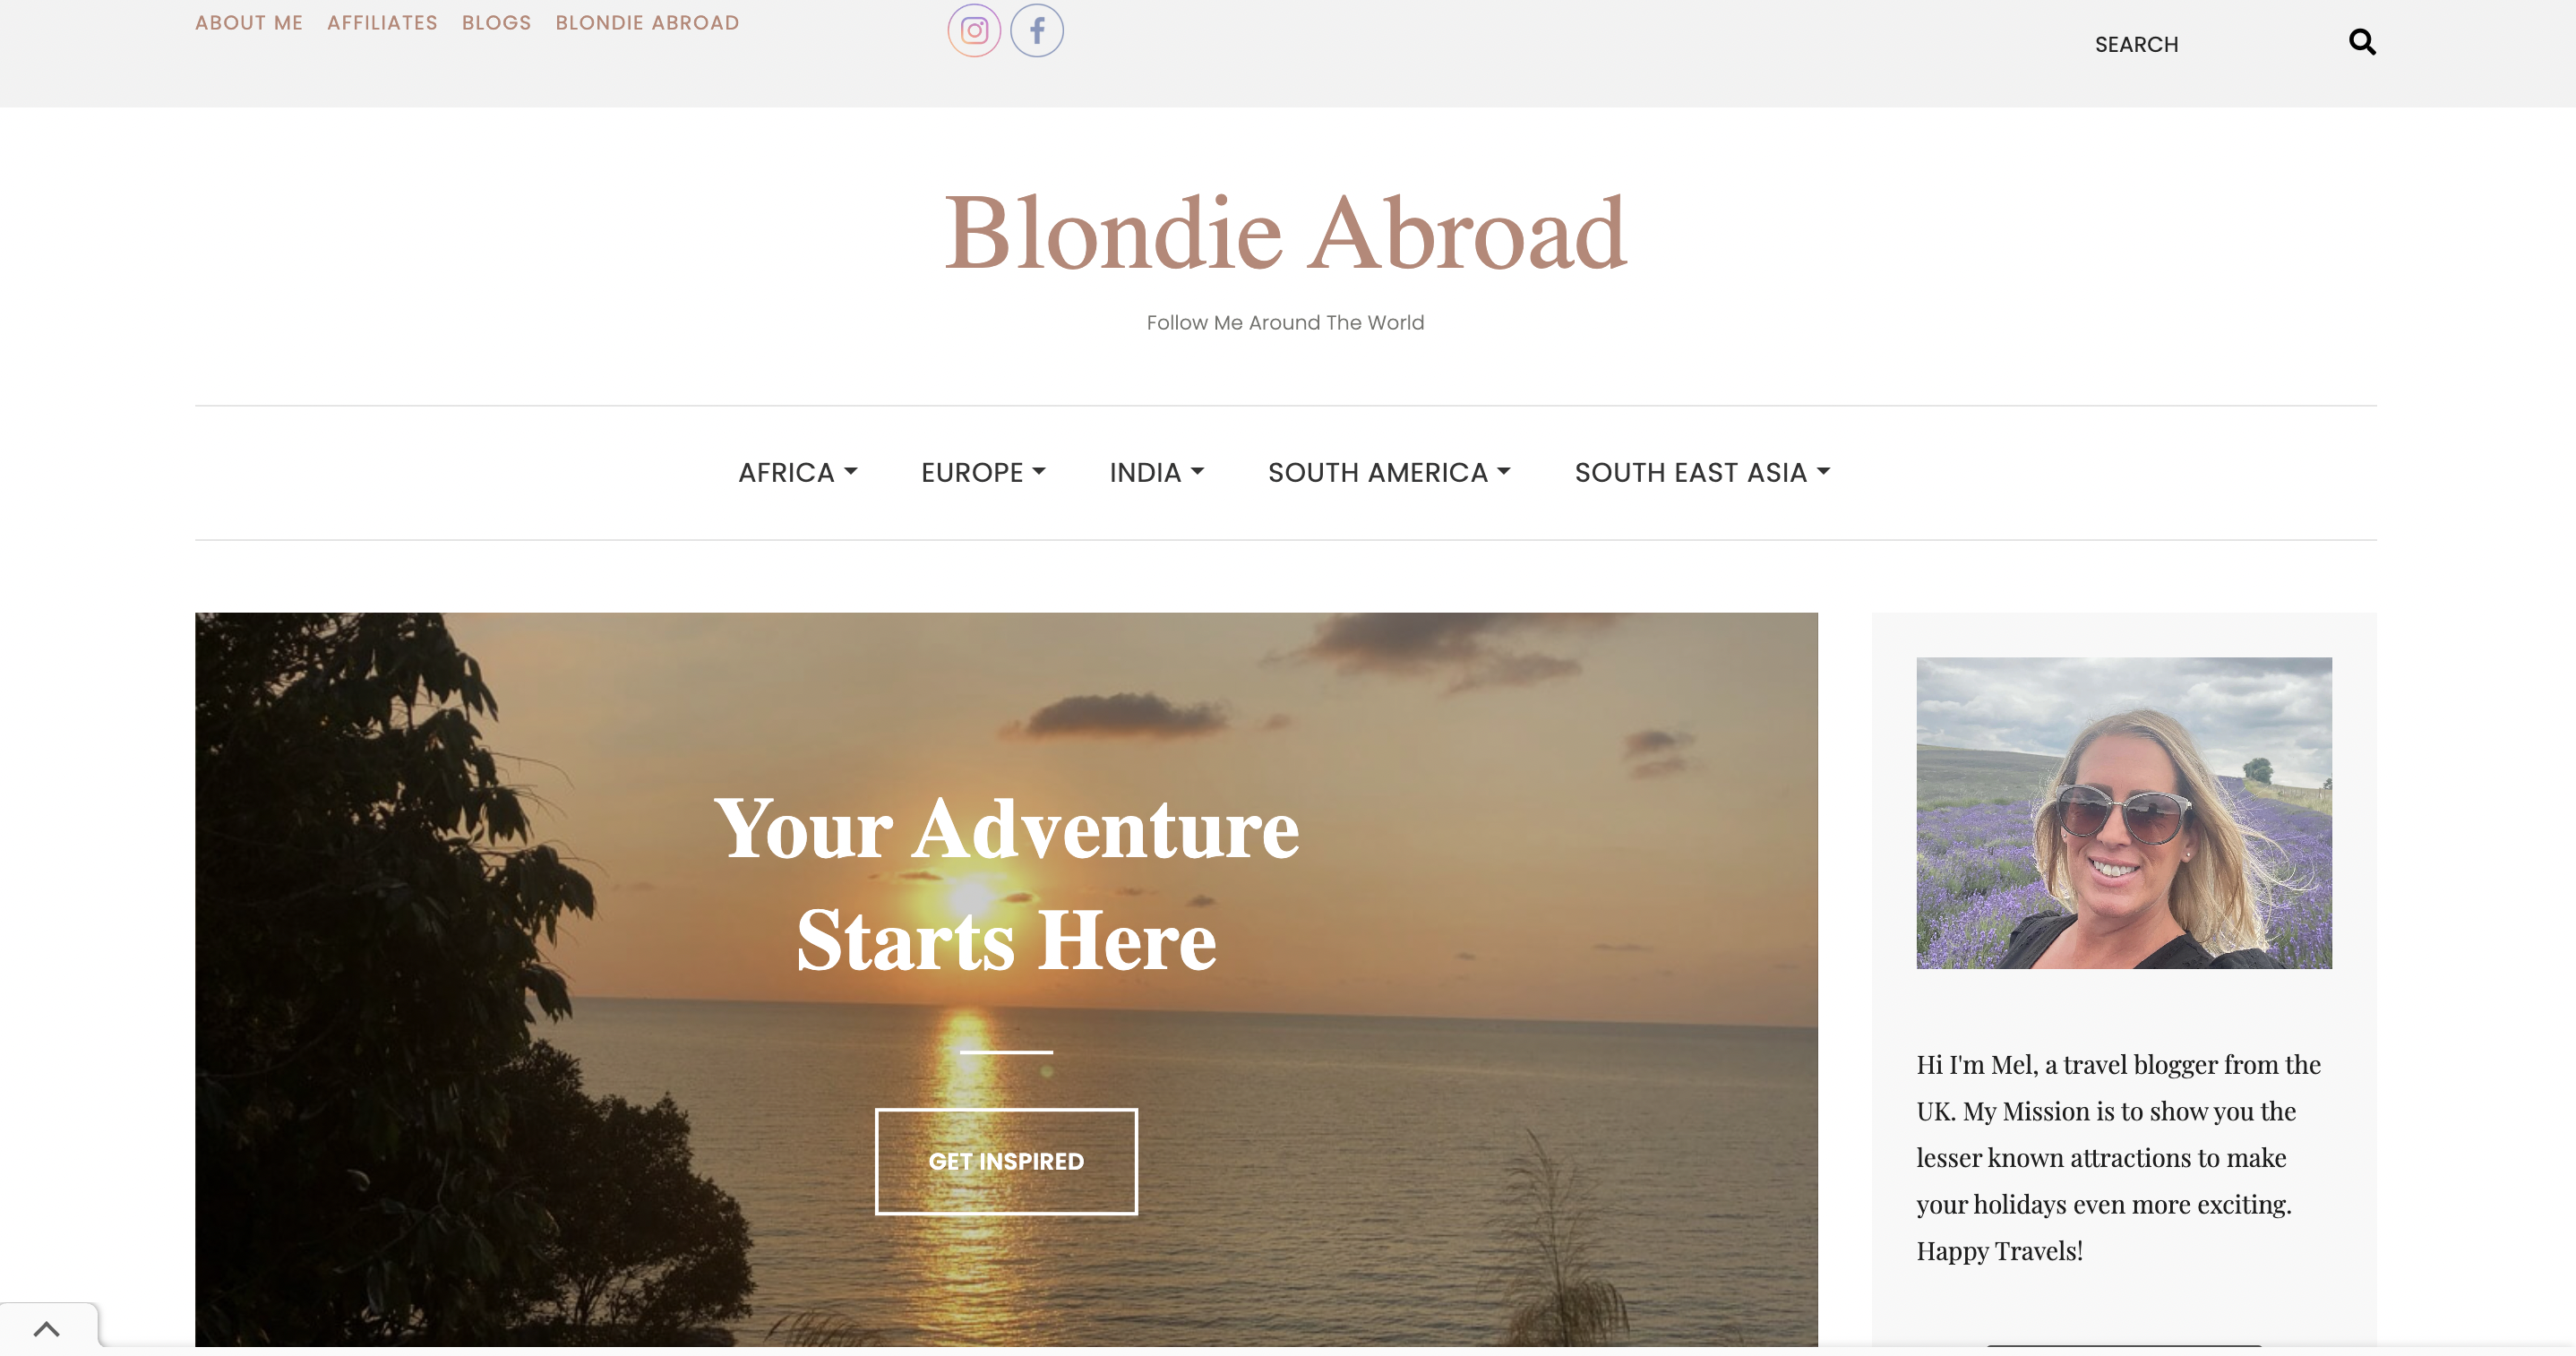 ABOUT ME AFFILIATES BLOGS BLONDIE ABROAD
SEARCH
Blondie Abroad
Follow Me Around The World
AFRICA EUROPE INDIA SOUTH AMERICA SOUTH EAST ASIA
Your Adventure
Starts Here
GET INSPIRED
Hi I'm Mel, a travel blogger from the
UK. My Mission is to show you the
lesser known attractions to make
your holidays even more exciting.
Happy Travels!